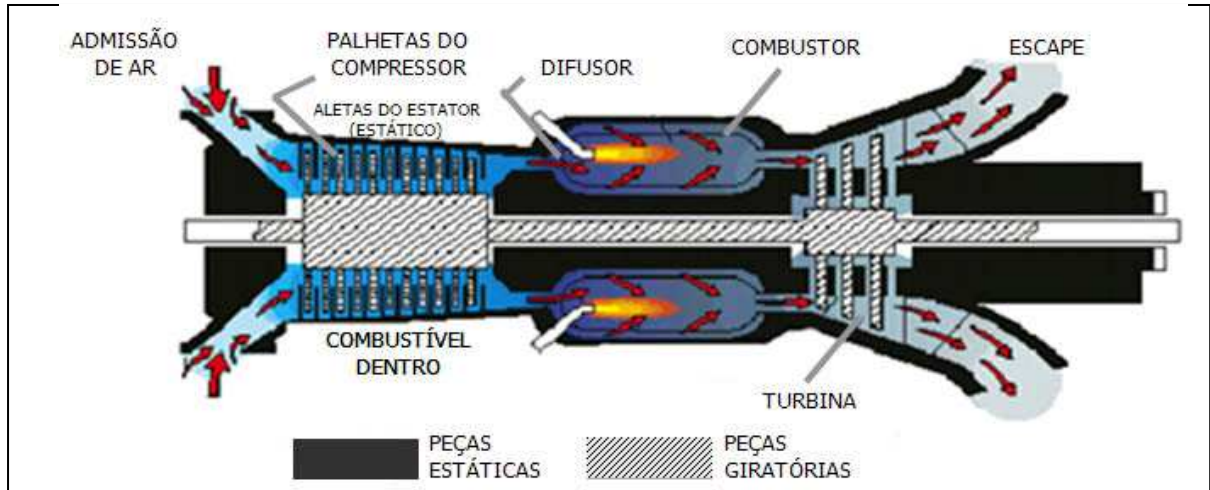 ADMISSÃO
DE AR
PALHETAS DO
COMPRESSOR
ALETAS DO ESTATOR
(ESTÁTICO)
DIFUSOR
COMBUSTOR
ESCAPE
COMBUSTÍVEL
DENTRO
TURBINA
PEÇAS
ESTÁTICAS
PEÇAS
GIRATÓRIAS